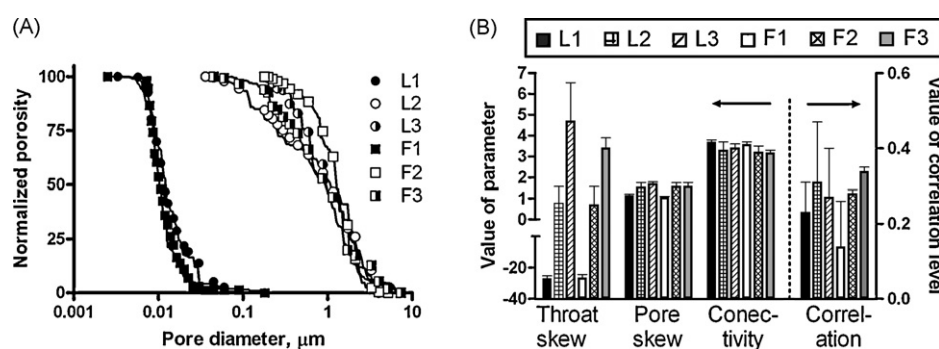 (A)
Normalized porosity
100
75
50
25
0
0.001
0.01
0.1
1
10
Pore diameter, µm
L1
L2
L3
F1
F2
F3
(B)
L1 L2 L3 F1 F2 F3
Value of parameter
7
6
5
4
3
2
1
-20
-40
Throat skew
Pore skew
Conec-
tivity
Correl-
ation
0.6
0.4
0.2
0.0
Value of correlation
level